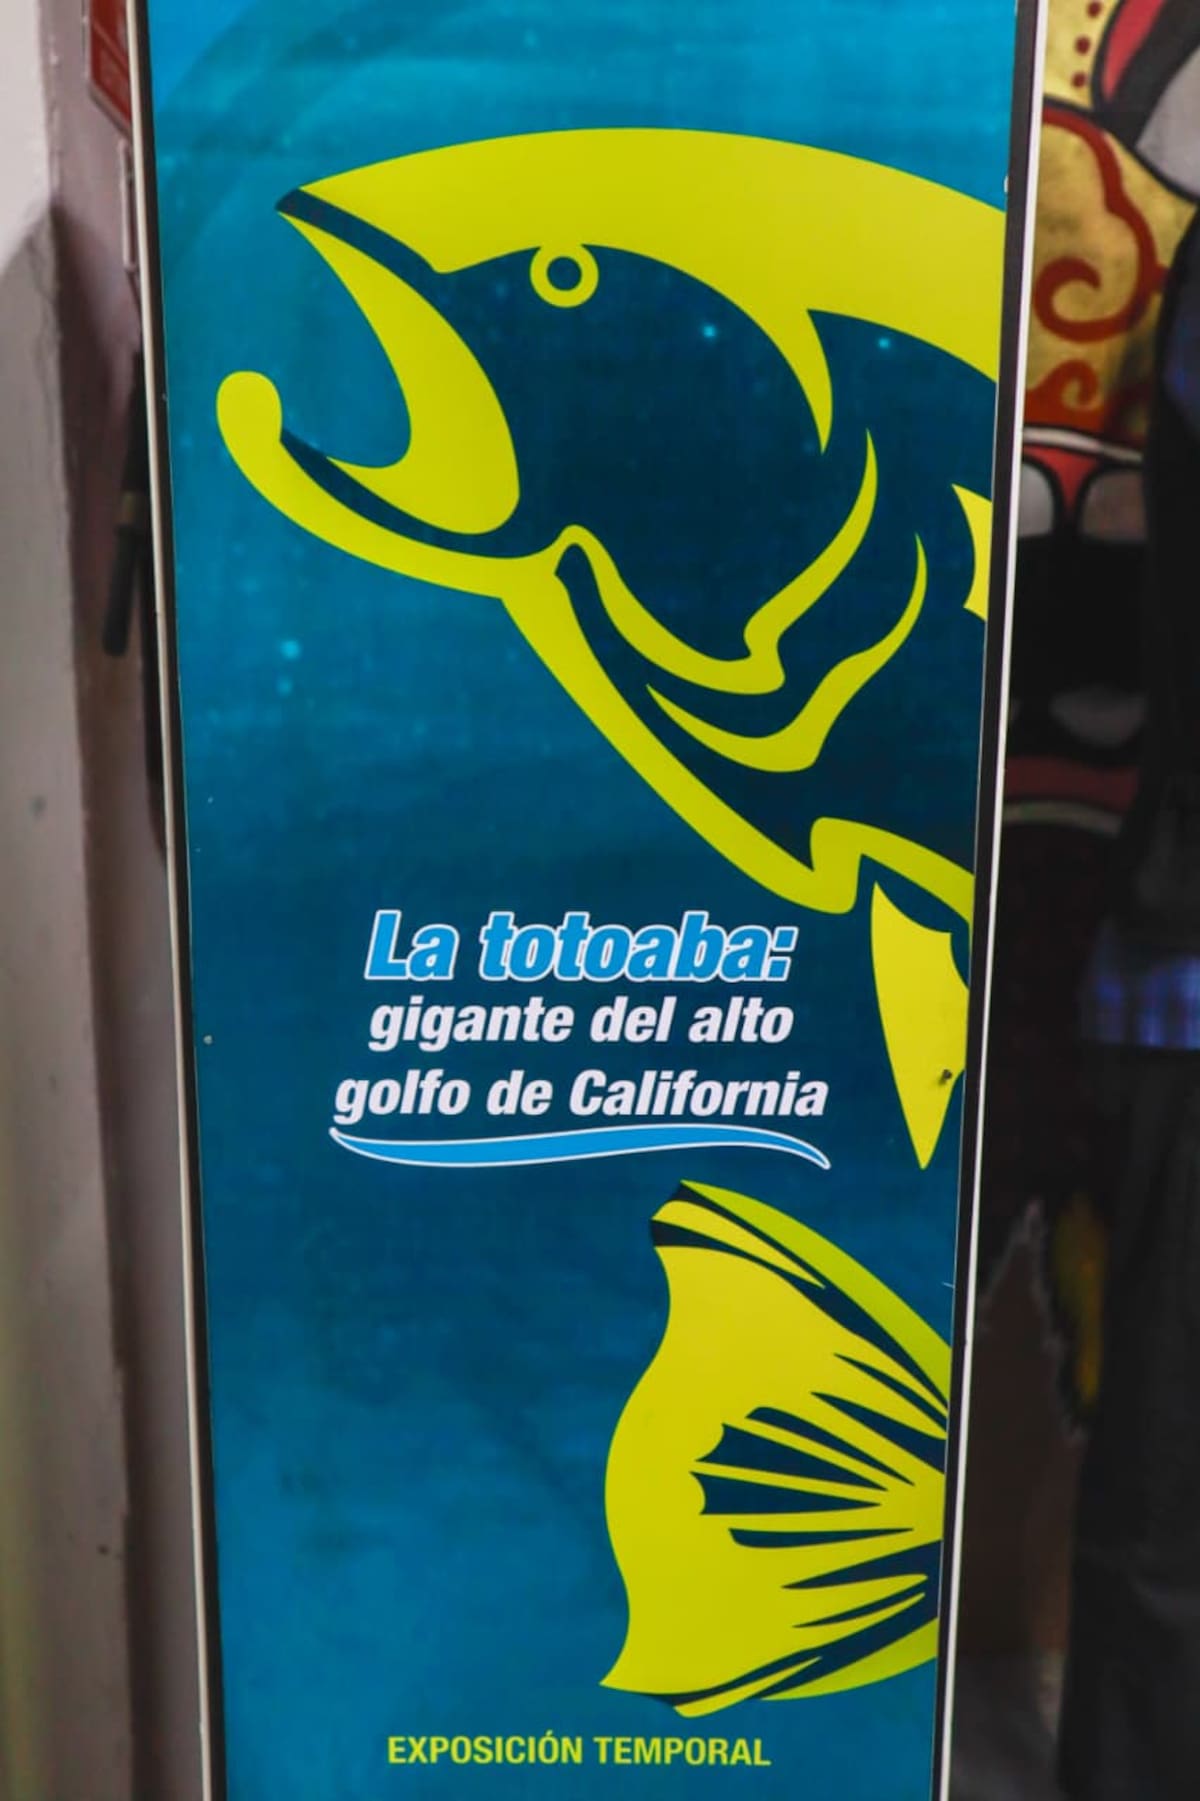 La totoaba:
gigante del alto
golfo de California
EXPOSICIÓN TEMPORAL